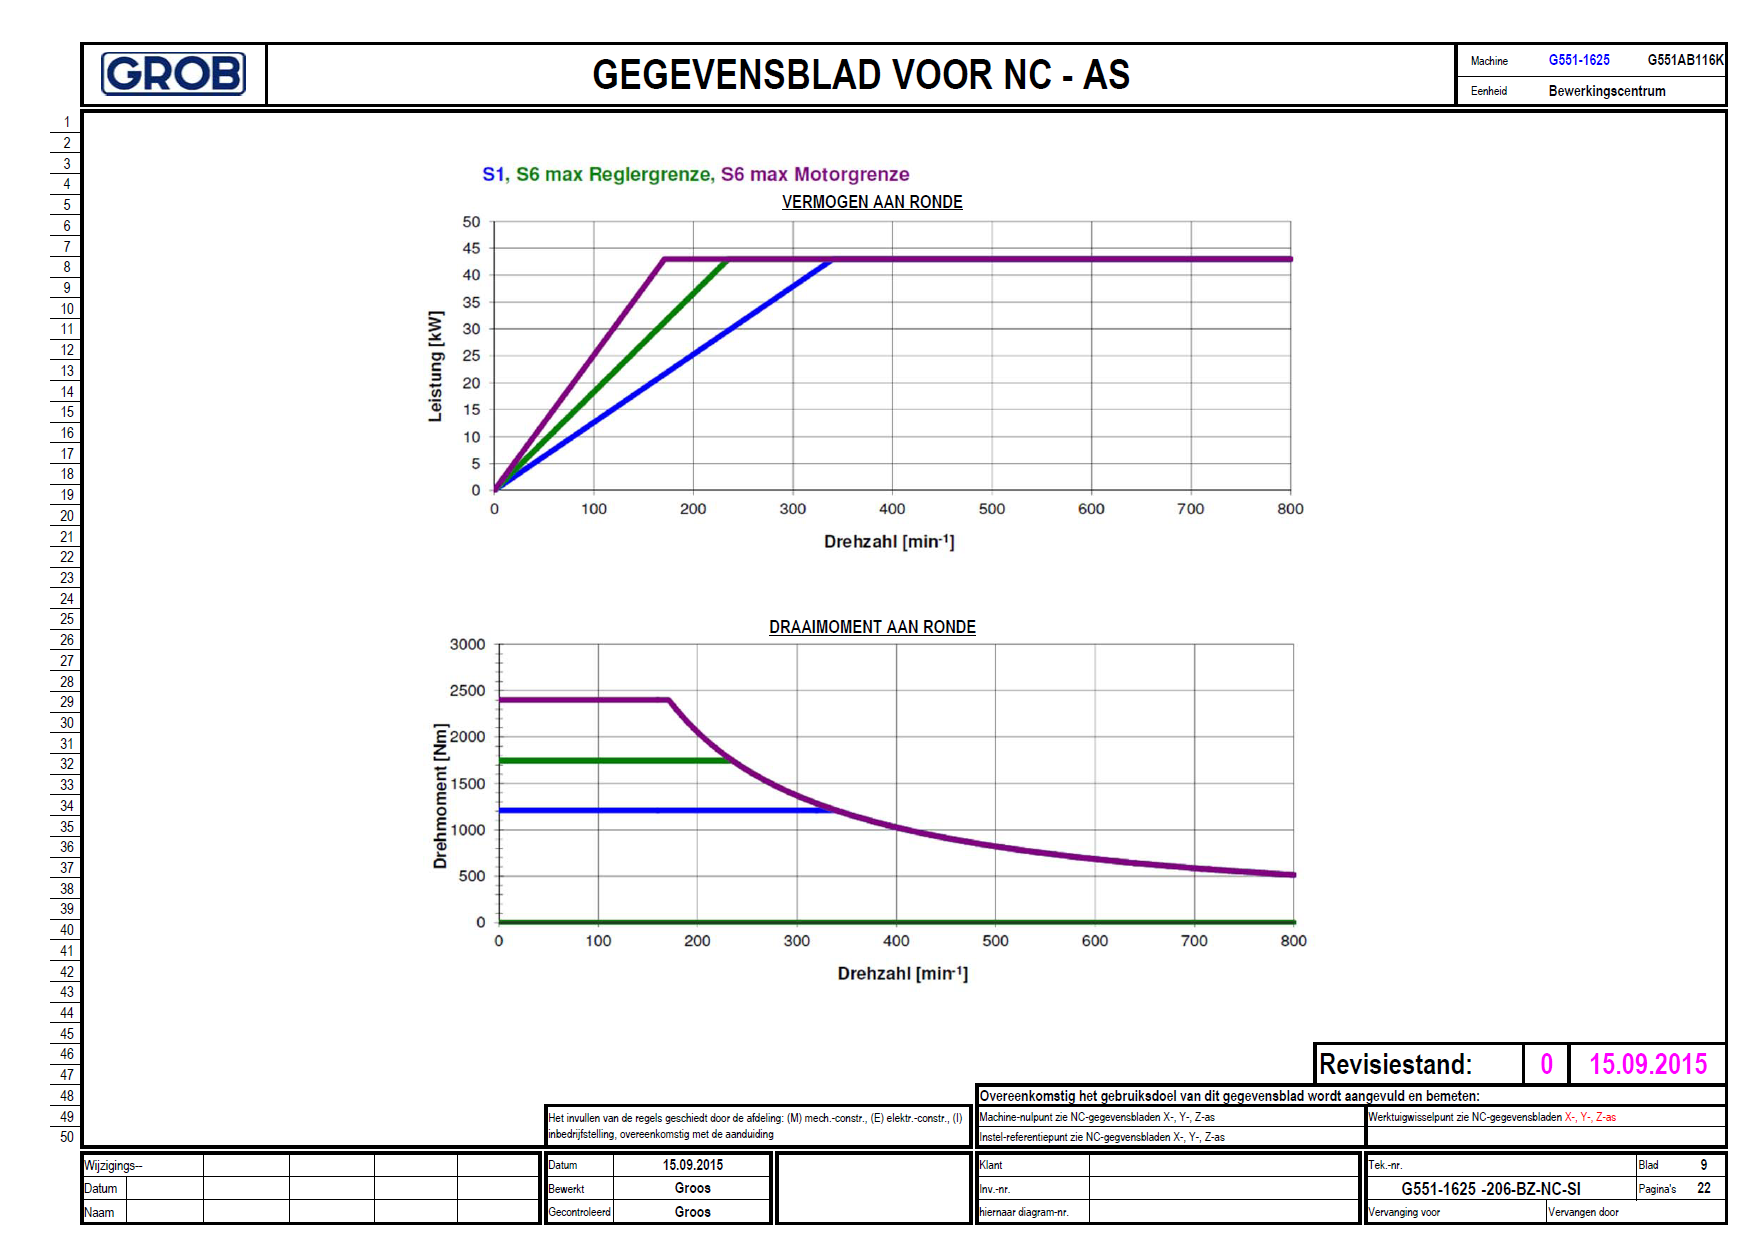 GROB
GEGEVENSBLAD VOOR NC - AS
Machine G551-1625 G551AB116K
Eenheid Bewerkingscentrum
1
2
3
4
5
6
7
8
9
10
11
12
13
14
15
16
17
18
19
20
21
22
23
24
25
26
27
28
29
30
31
32
33
34
35
36
37
38
39
40
41
42
43
44
45
46
47
48
49
50
S1, S6 max Reglergrenze, S6 max Motorgrenze
VERMOGEN AAN RONDE
Leistung [kW]
50
45
40
35
30
25
20
15
10
5
0
0 100 200 300 400 500 600 700 800
Drehzahl [min-1]
DRAAIMOMENT AAN RONDE
Drehmoment [Nm]
3000
2500
2000
1500
1000
500
0
0 100 200 300 400 500 600 700 800
Drehzahl [min-1]
Revisiestand: 0 15.09.2015
Overeenkomstig het gebruiksdoel van dit gegevensblad wordt aangevuld en bemeten:
Het invullen van de regels geschiedt door de afdeling: (M) mech.-constr., (E) elektr.-constr., (I)
inbedrijfstelling, overeenkomstig met de aanduiding
Machine-nulpunt zie NC-gegevensbladen X-, Y-, Z-as
Werktuigwisselpunt zie NC-gegevensbladen X-, Y-, Z-as
Instel-referentiepunt zie NC-gegvensbladen X-, Y-, Z-as
Wijzigings--
Datum
Naam
Datum 15.09.2015
Bewerkt Groos
Gecontroleerd Groos
Klant
Inv.-nr.
hiernaar diagram-nr.
Tek.-nr.
G551-1625 -206-BZ-NC-SI
Blad 9
Pagina's 22
Vervanging voor
Vervangen door